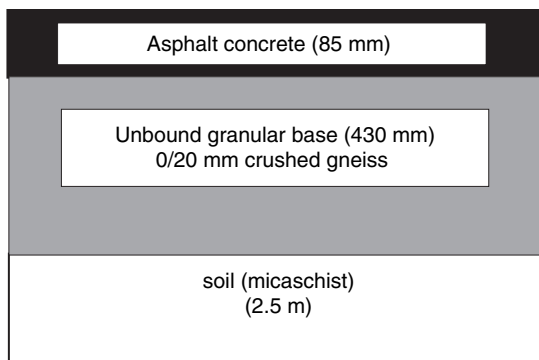 Asphalt concrete (85 mm)
Unbound granular base (430 mm)
0/20 mm crushed gneiss
soil (micaschist)
(2.5 m)